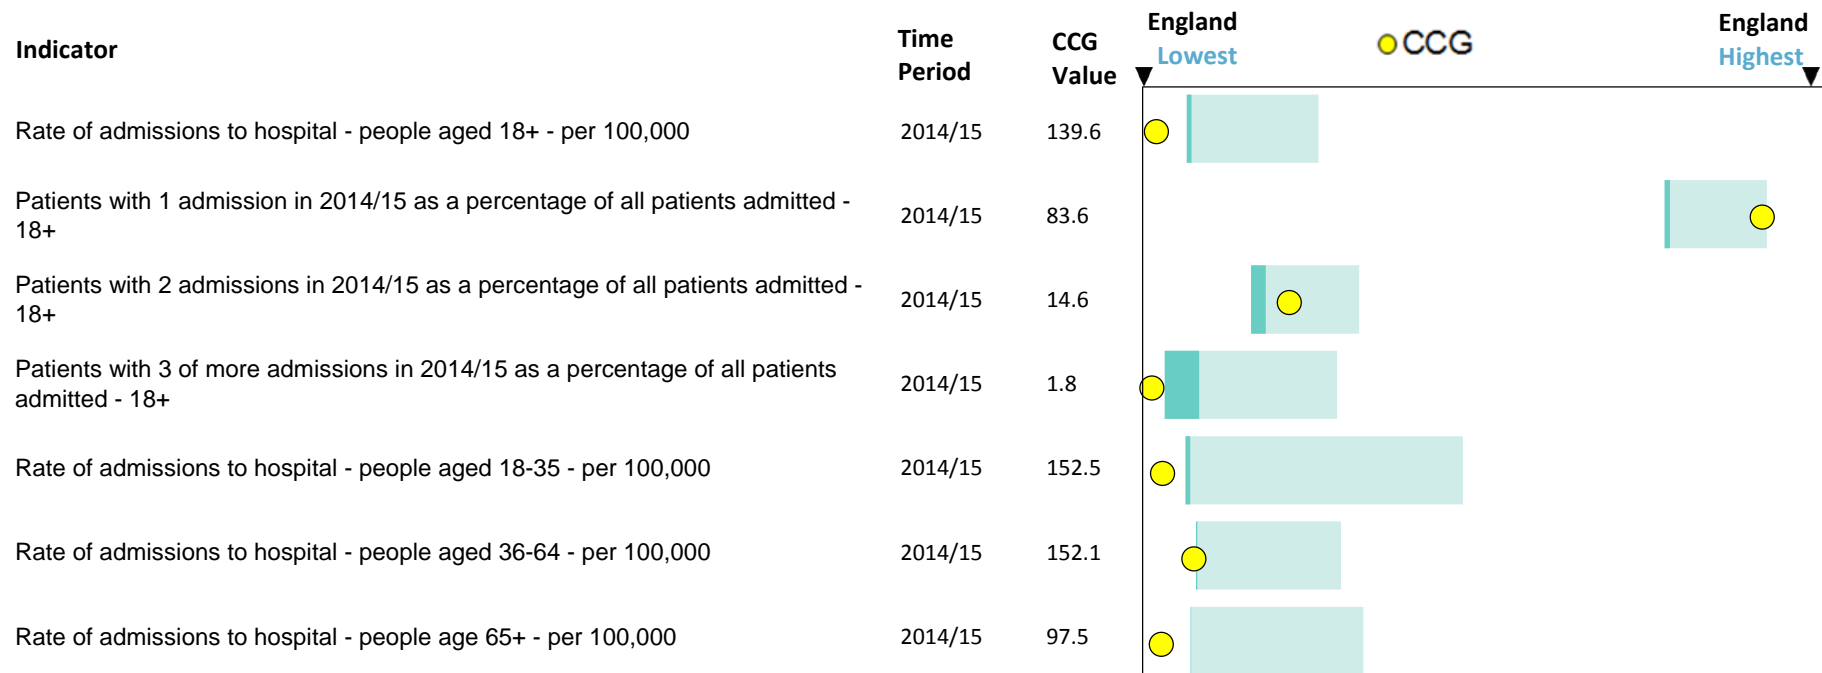 Indicator
Time Period
CCG Value
England Lowest
CCG
England Highest
Rate of admissions to hospital - people aged 18+ - per 100,000 2014/15 139.6
Patients with 1 admission in 2014/15 as a percentage of all patients admitted -
18+ 2014/15 83.6
Patients with 2 admissions in 2014/15 as a percentage of all patients admitted -
18+ 2014/15 14.6
Patients with 3 of more admissions in 2014/15 as a percentage of all patients
admitted - 18+ 2014/15 1.8
Rate of admissions to hospital - people aged 18-35 - per 100,000 2014/15 152.5
Rate of admissions to hospital - people aged 36-64 - per 100,000 2014/15 152.1
Rate of admissions to hospital - people age 65+ - per 100,000 2014/15 97.5